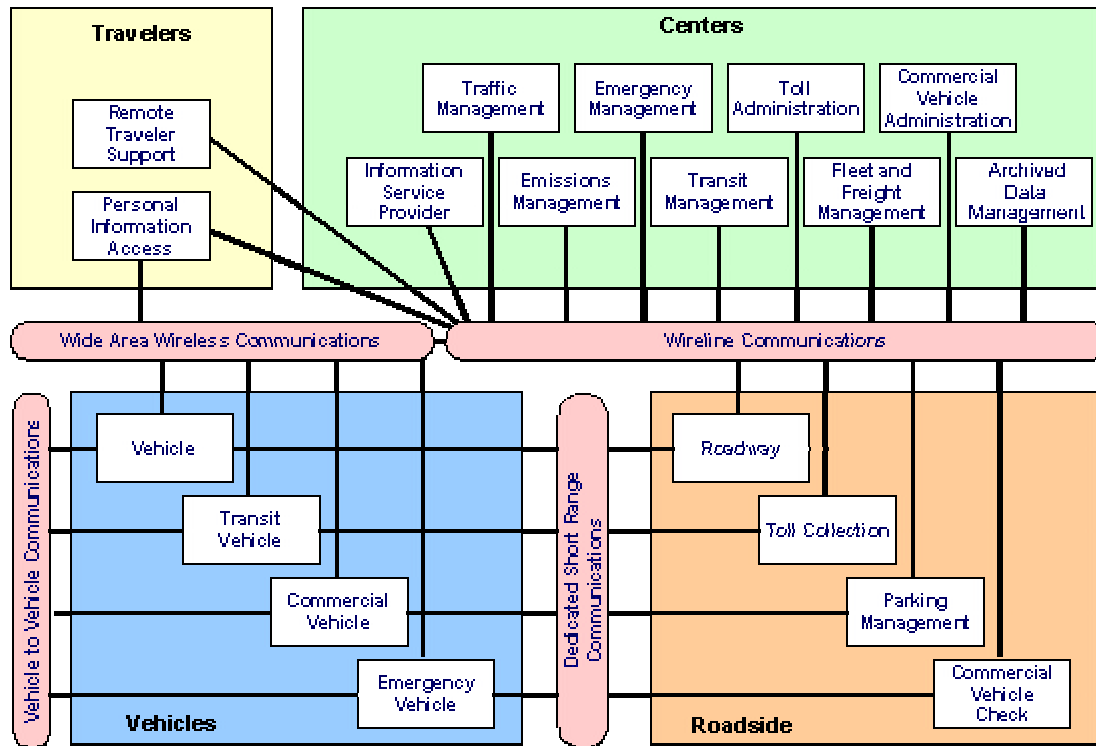 Travelers
Remote
Traveler
Support
Personal
Information
Access
Centers
Traffic
Management
Emergency
Management
Toll
Administration
Commercial
Vehicle
Administration
Information
Service
Provider
Emissions
Management
Transit
Management
Fleet and
Freight
Management
Archived
Data
Management
Wide Area Wireless Communications
Wireline Communications
Vehicle to Vehicle Communications
Vehicle
Transit
Vehicle
Commercial
Vehicle
Emergency
Vehicle
Vehicles
Dedicated Short Range
Communications
Roadway
Toll Collection
Parking
Management
Commercial
Vehicle
Check
Roadside